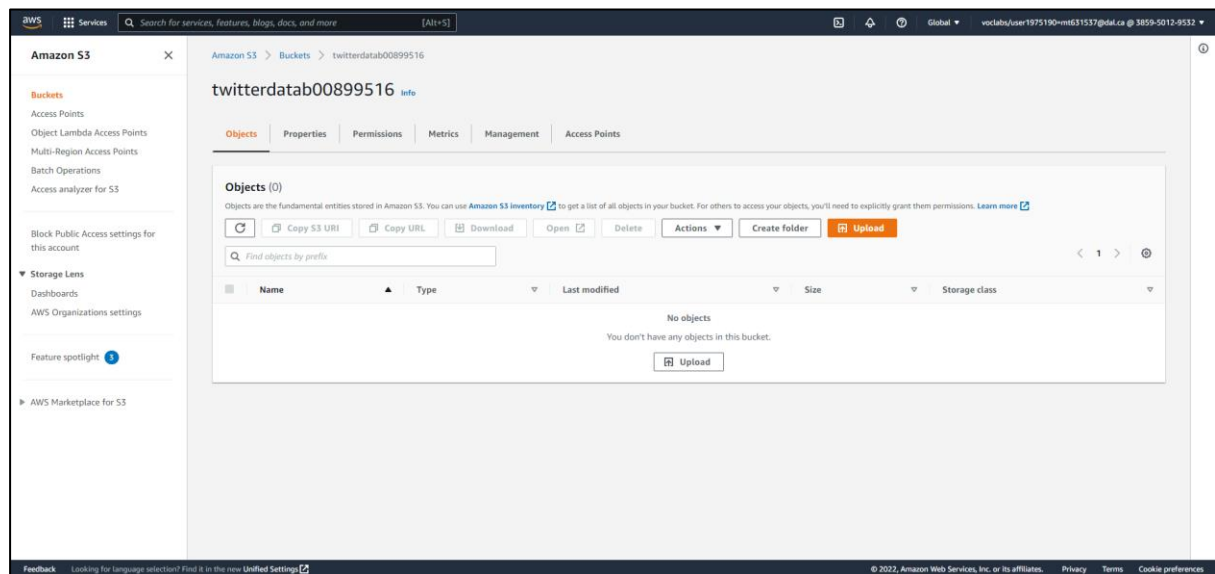 aws Services Search for services, features, blogs, docs, and more [Alt+S] Global voclabs/user1975190=mt631537@dal.ca @ 3859-5012-9532
Amazon S3
Buckets
Access Points
Object Lambda Access Points
Multi-Region Access Points
Batch Operations
Access analyzer for S3
Block Public Access settings for
this account
Storage Lens
Dashboards
AWS Organizations settings
Feature spotlight 3
AWS Marketplace for S3
Amazon S3 > Buckets > twitterdatab00899516
twitterdatab00899516 Info
Objects Properties Permissions Metrics Management Access Points
Objects (0)
Objects are the fundamental entities stored in Amazon S3. You can use Amazon S3 inventory to get a list of all objects in your bucket. For others to access your objects, you'll need to explicitly grant them permissions. Learn more
Copy S3 URI Copy URL Download Open Delete Actions Create folder Upload
Find objects by prefix < 1 >
Name Type Last modified Size Storage class
No objects
You don't have any objects in this bucket.
Upload
Feedback Looking for language selection? Find it in the new Unified Settings © 2022, Amazon Web Services, Inc. or its affiliates. Privacy Terms Cookie preferences